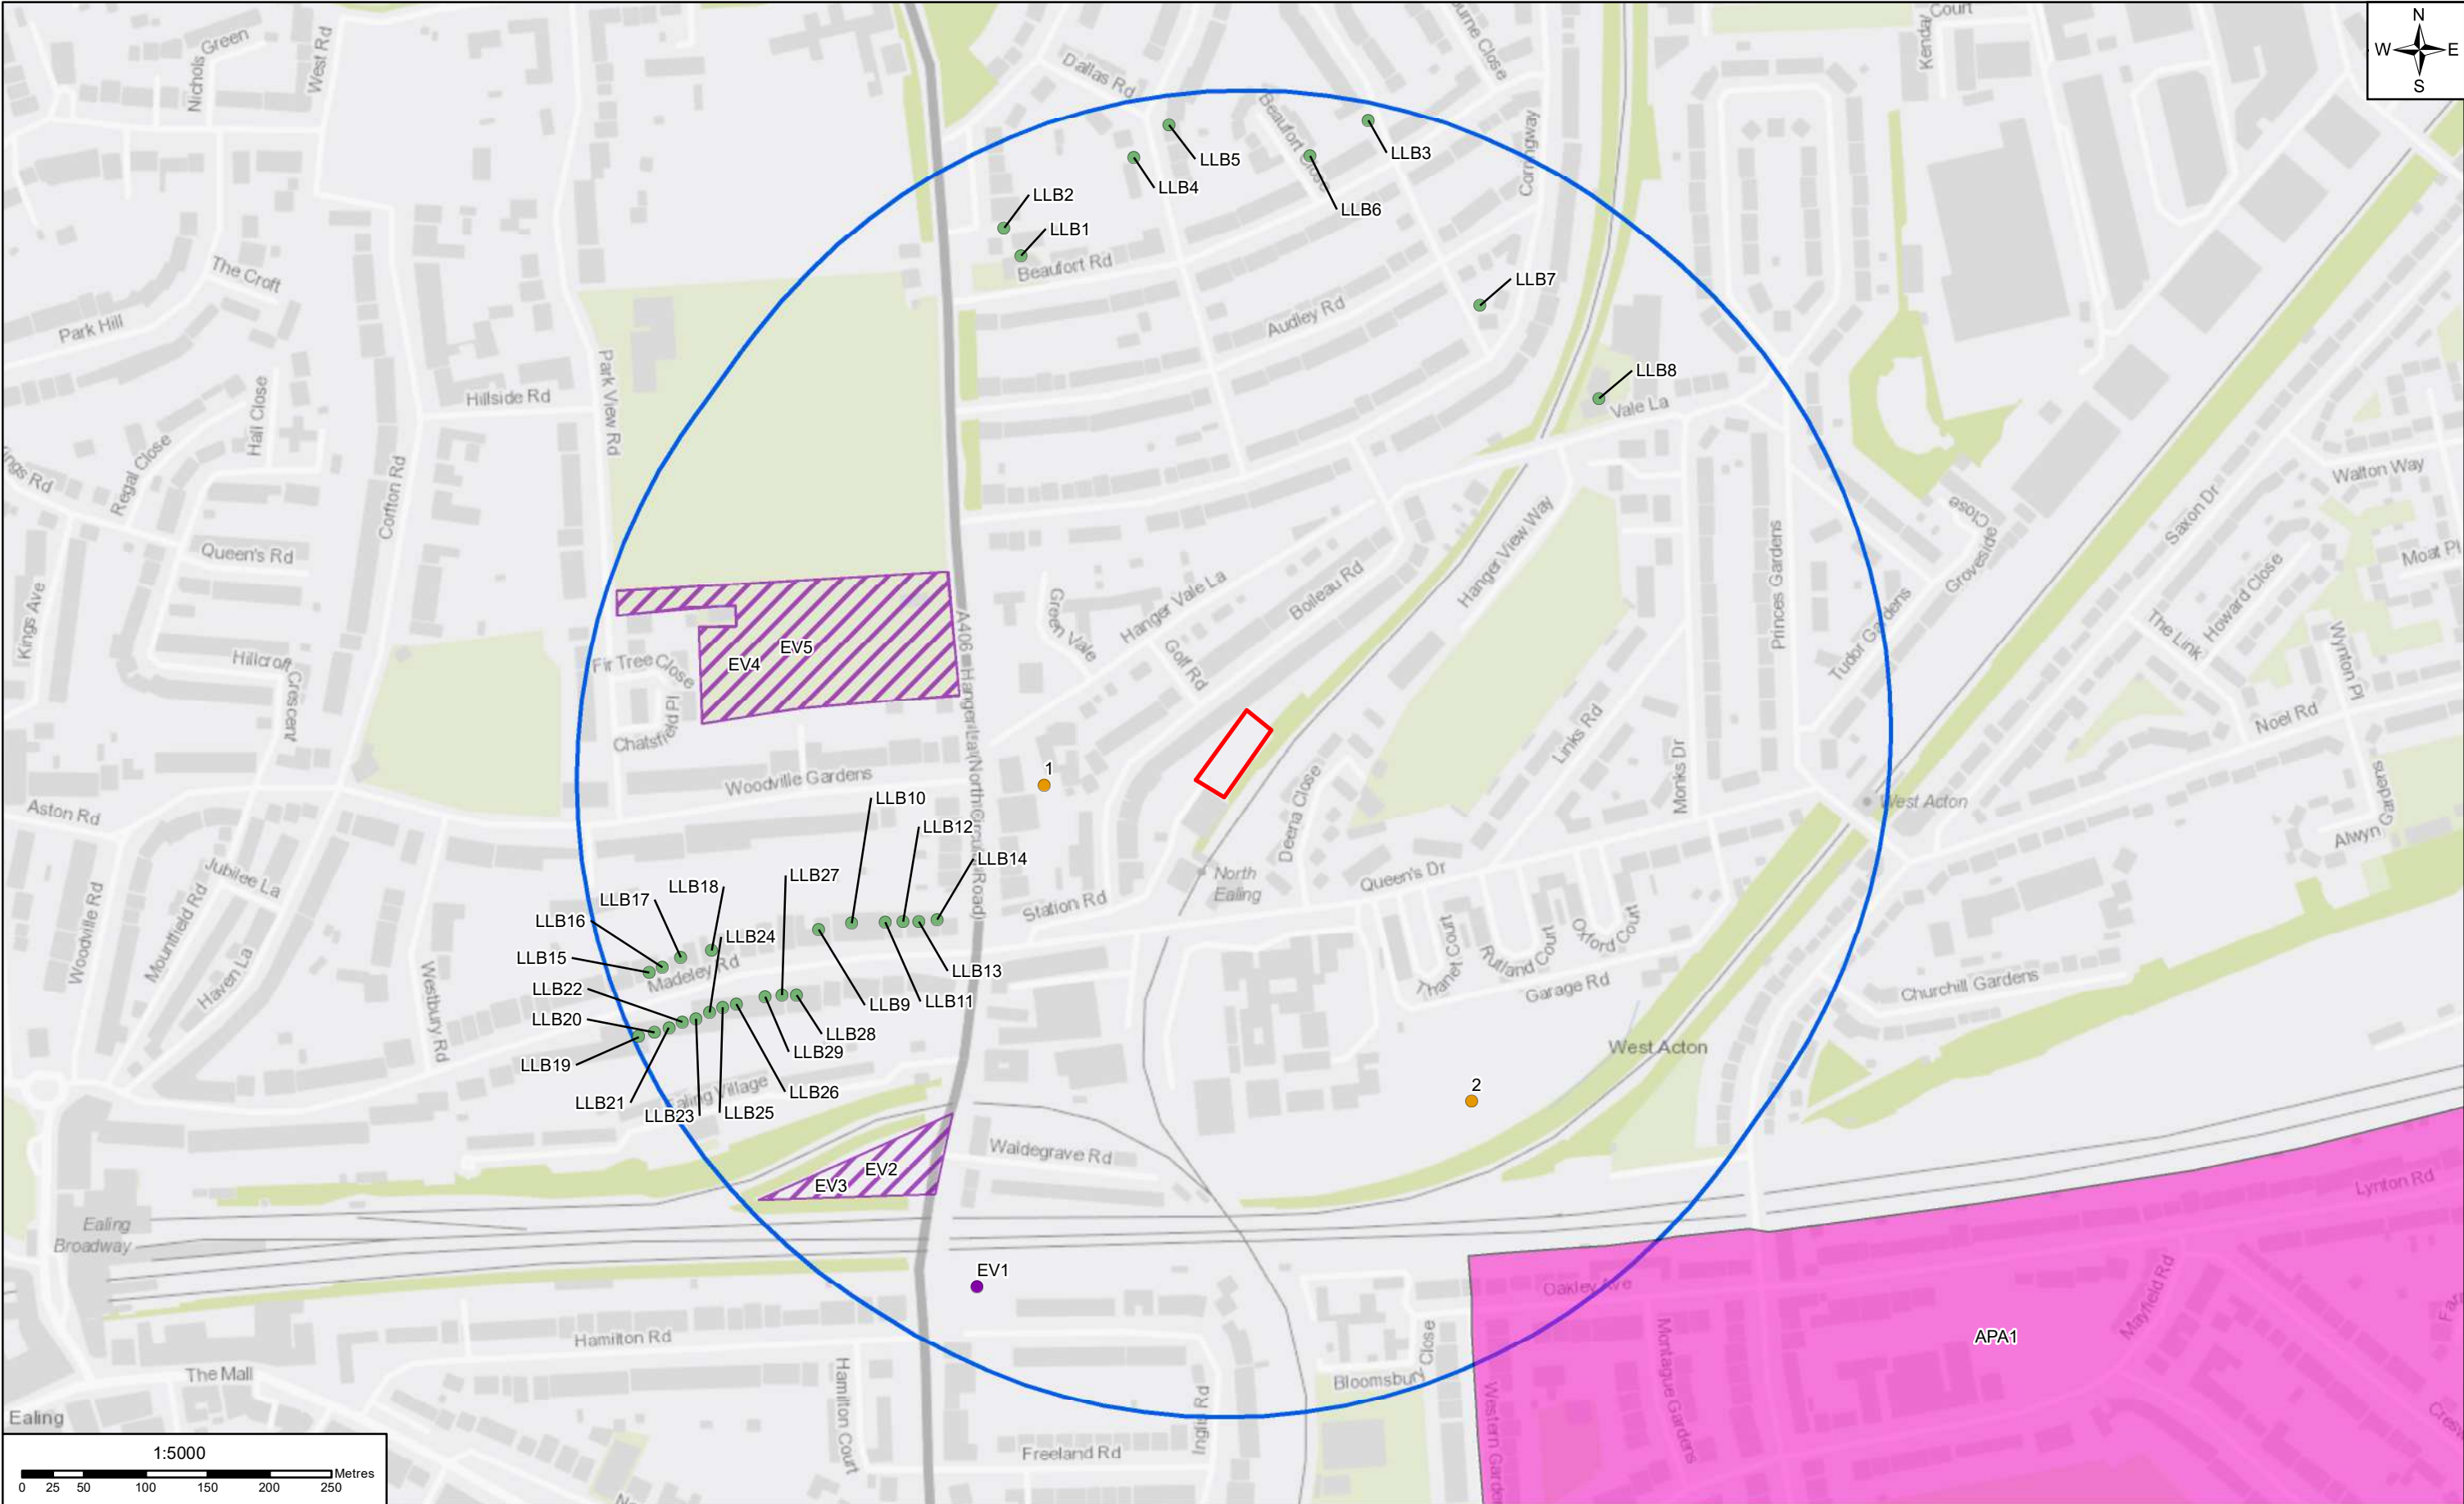 Nichols Green
West Rd
Dallas Rd
Court
N
W E
S
Beaufort Close
Corringway
LLB5
LLB3
LLB4
LLB2
LLB6
LLB1
Beaufort Rd
The Croft
LLB7
Park Hill
Audley Rd
Park View Rd
LLB8
Vale La
Hillside Rd
Hall Close
Regal Close
Corfton Rd
Walton Way
Saxon Dr
Close
Groveside
Queen's Rd
Hanger View Way
Princes Gardens
Moat Pl
Kings Ave
Green Vale
Hanger Vale La
Boileau Rd
Howard Close
The Link
Tudor Gardens
Wynton Pl
EV5
EV4
Fir Tree Close
Hillcroft Crescent
Golf Rd
A406 - Hanger La (North Circular Road)
Chatsfield Pl
Links Rd
Noel Rd
Monks Dr
1
Woodville Gardens
LLB10
Aston Rd
West Acton
Alwyn Gardens
LLB12
Deena Close
LLB14
Jubilee La
LLB27
LLB18
North
Ealing
Queen's Dr
LLB17
Station Rd
Woodville Rd
Mountfield Rd
LLB16
LLB24
Thanet Court
Rutland Court
Oxford Court
LLB15
Madeley Rd
LLB13
Haven La
LLB22
Westbury Rd
LLB9
LLB11
Garage Rd
Churchill Gardens
LLB20
LLB28
LLB29
West Acton
LLB19
LLB26
2
LLB21
Ealing Village
LLB23
LLB25
Waldegrave Rd
EV2
EV3
Lynton Rd
Ealing
Broadway
EV1
Oakley Ave
Mayfield Rd
Hamilton Rd
APA1
Montague Gardens
Bloomsbury Close
The Mall
Hamilton Court
Inglis Rd
Western Garden
Ealing
Freeland Rd
1:5000
Metres
0 25 50 100 150 200 250